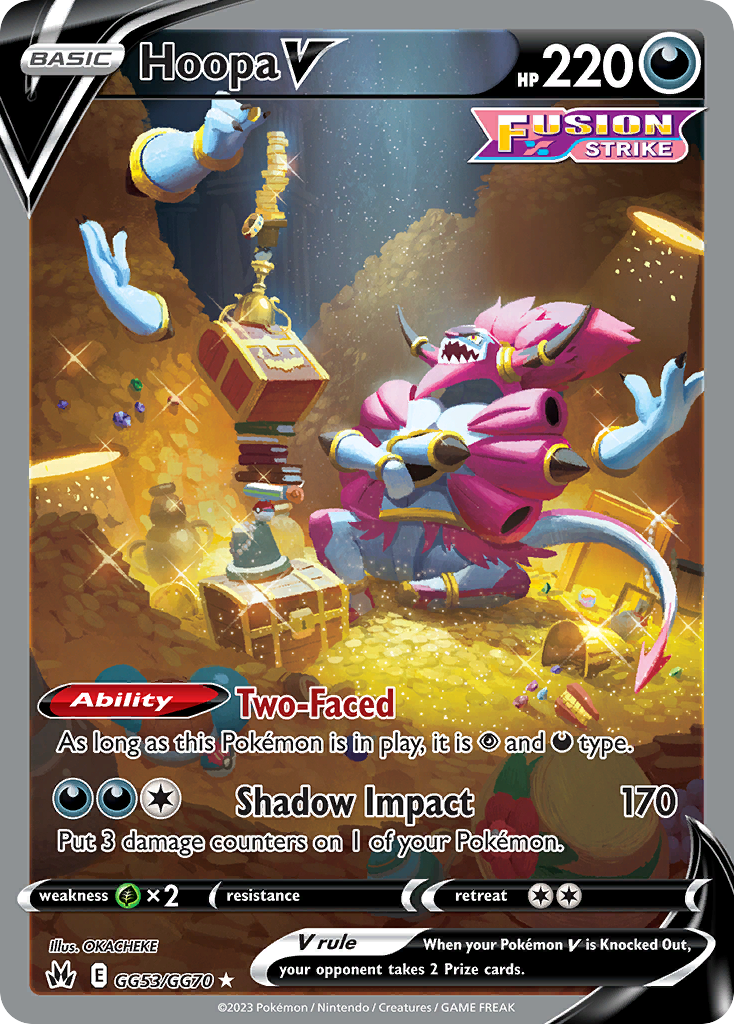 BASIC Hoopa V HP 220
FUSION
STRIKE
Ability Two-Faced
As long as this Pokémon is in play, it is and type.
Shadow Impact 170
Put 3 damage counters on 1 of your Pokémon.
weakness ×2 resistance retreat
Illus. OKACHEKE
V rule When your Pokémon V is Knocked Out,
your opponent takes 2 Prize cards.
E GG53/GG70 ★
©2023 Pokémon / Nintendo / Creatures / GAME FREAK